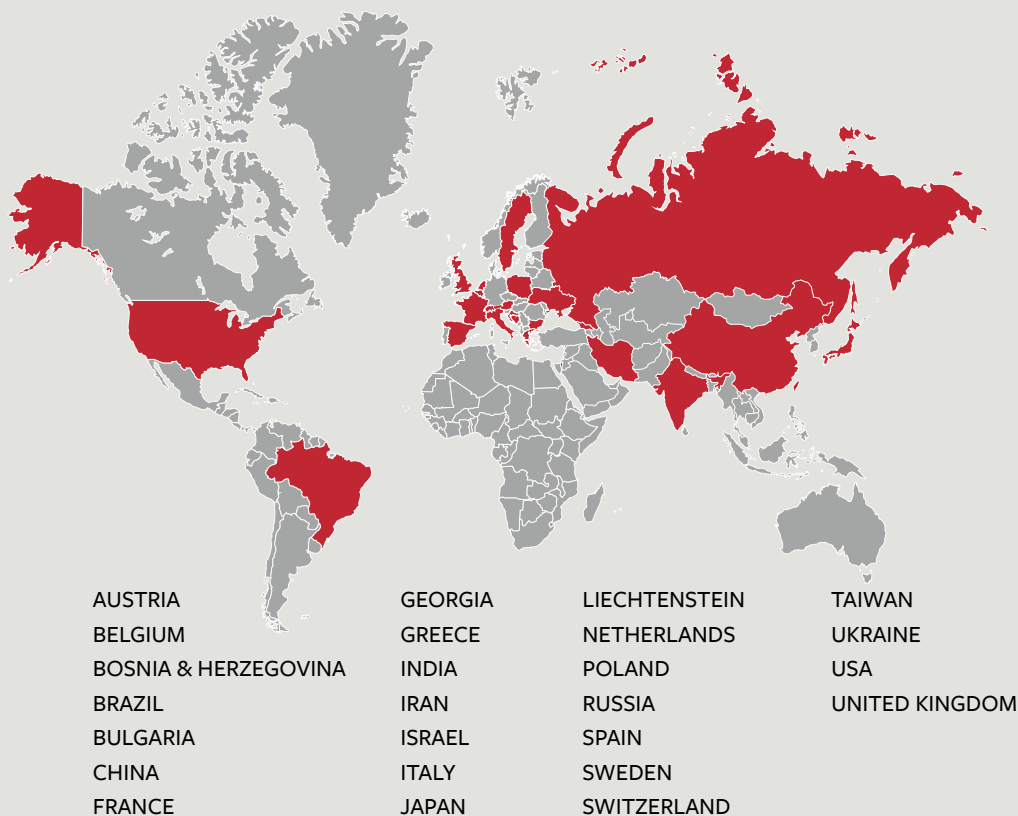 AUSTRIA
BELGIUM
BOSNIA & HERZEGOVINA
BRAZIL
BULGARIA
CHINA
FRANCE
GEORGIA
GREECE
INDIA
IRAN
ISRAEL
ITALY
JAPAN
LIECHTENSTEIN
NETHERLANDS
POLAND
RUSSIA
SPAIN
SWEDEN
SWITZERLAND
TAIWAN
UKRAINE
USA
UNITED KINGDOM